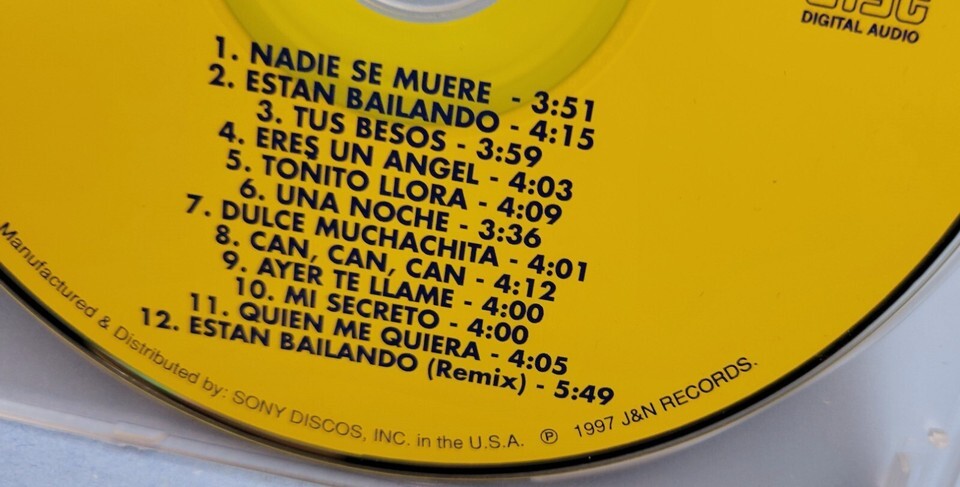 DISC
DIGITAL AUDIO
1. NADIE SE MUERE - 3:51
2. ESTAN BAILANDO - 4:15
3. TUS BESOS - 3:59
4. ERES UN ANGEL - 4:03
5. TOÑITO LLORA - 4:09
6. UNA NOCHE - 3:36
7. DULCE MUCHACHITA - 4:01
8. CAN, CAN, CAN - 4:12
9. AYER TE LLAME - 4:00
10. MI SECRETO - 4:00
11. QUIEN ME QUIERA - 4:05
12. ESTAN BAILANDO (Remix) - 5:49
Manufactured & Distributed by: SONY DISCOS, INC. in the U.S.A. ℗ 1997 J&N RECORDS.